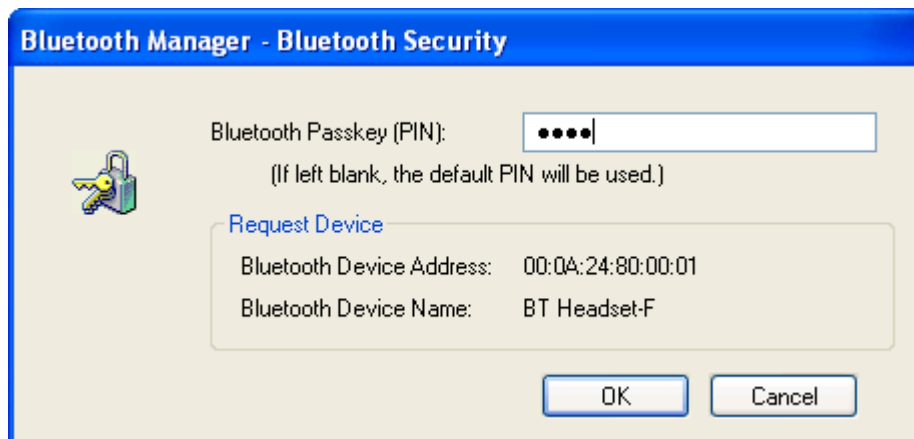 Bluetooth Manager - Bluetooth Security
Bluetooth Passkey (PIN): ●●●●
(If left blank, the default PIN will be used.)
Request Device
Bluetooth Device Address: 00:0A:24:80:00:01
Bluetooth Device Name: BT Headset-F
OK Cancel